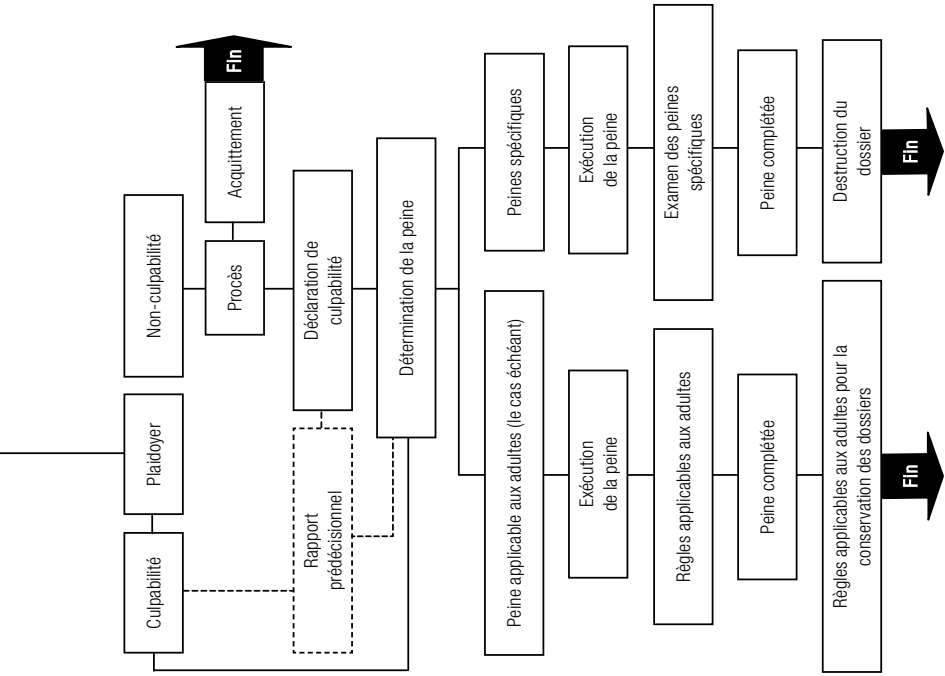 Culpabilité
Plaidoyer
Non-culpabilité
Procès
Acquittement
Fin
Rapport
prédécisionnel
Déclaration de
culpabilité
Détermination de la peine
Peine applicable aux adultes (le cas échéant)
Exécution
de la peine
Règles applicables aux adultes
Peine complétée
Règles applicables aux adultes pour la
conservation des dossiers
Fin
Peines spécifiques
Exécution
de la peine
Examen des peines
spécifiques
Peine complétée
Destruction du
dossier
Fin